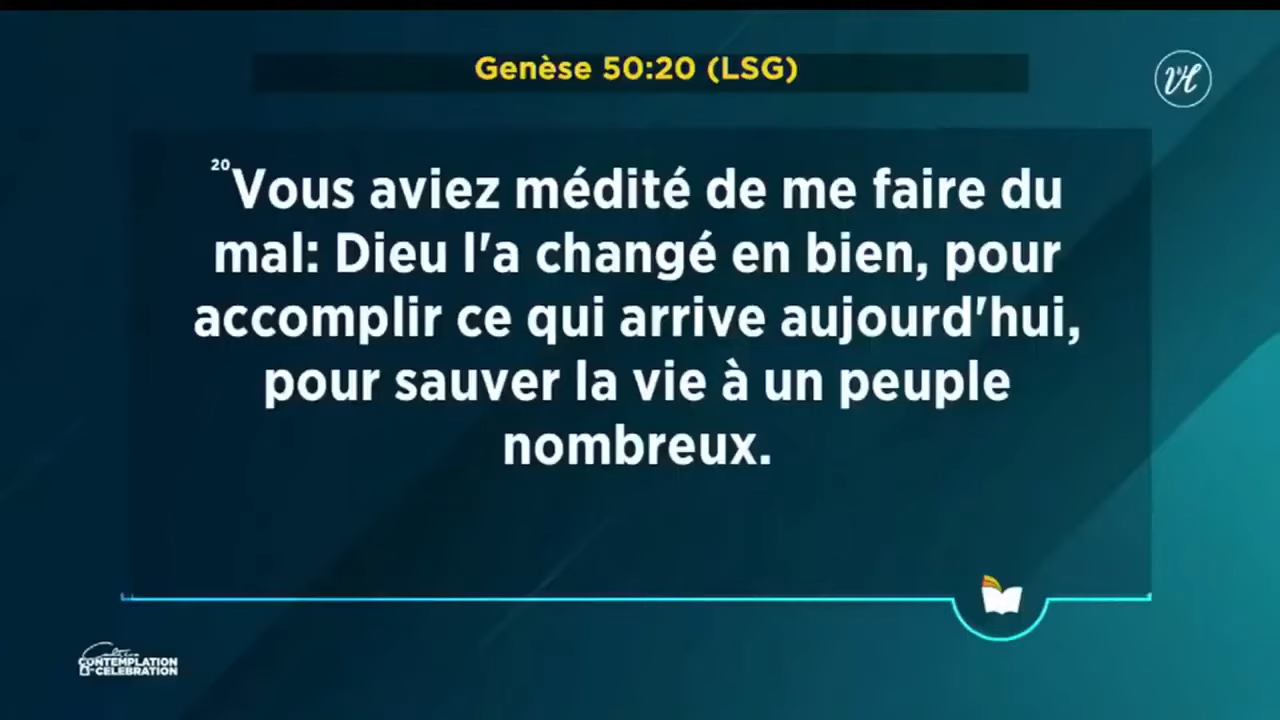 Genèse 50:20 (LSG)
20Vous aviez médité de me faire du
mal: Dieu l'a changé en bien, pour
accomplir ce qui arrive aujourd'hui,
pour sauver la vie à un peuple
nombreux.
CONTEMPLATION
CELEBRATION